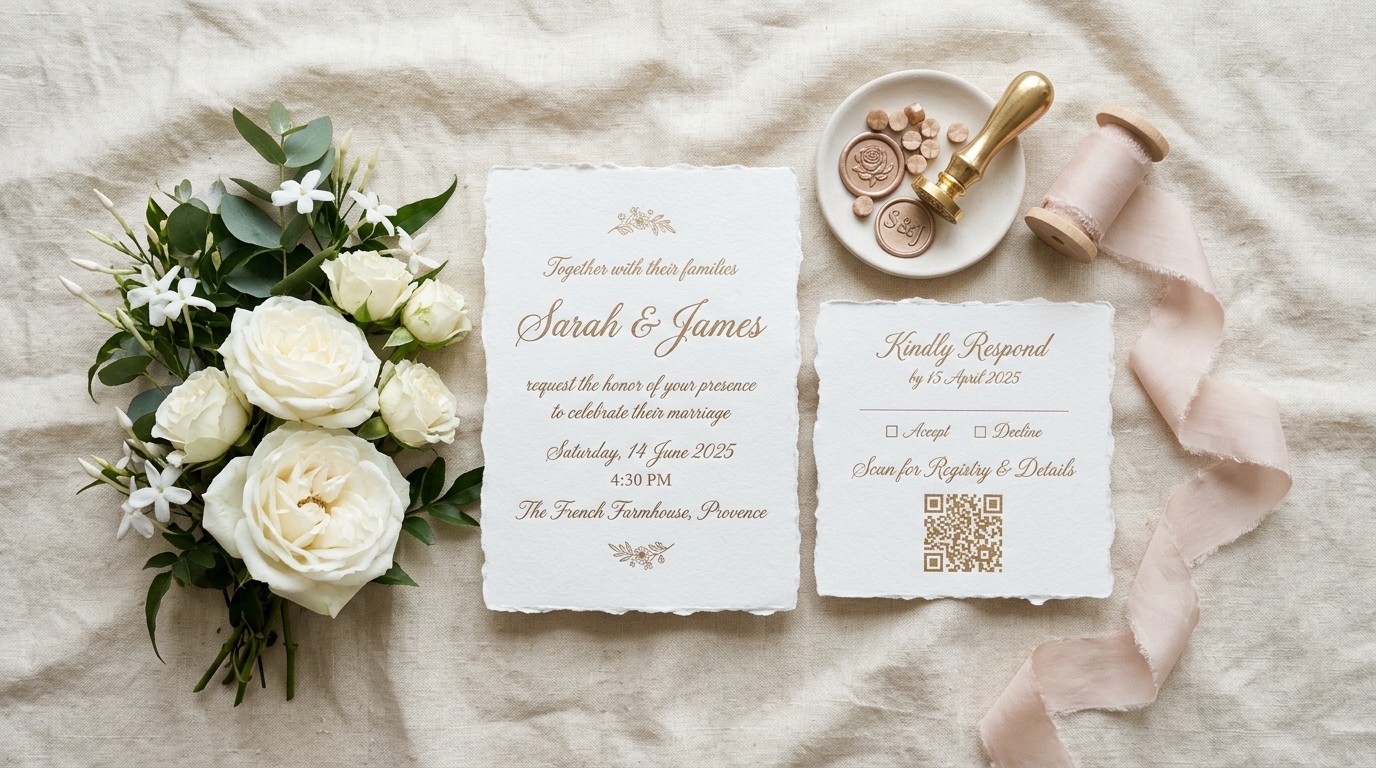 Together with their families
Sarah & James
request the honor of your presence
to celebrate their marriage
Saturday, 14 June 2025
4:30 PM
The French Farmhouse, Provence
S&J
Kindly Respond
by 15 April 2025
Accept
Decline
Scan for Registry & Details